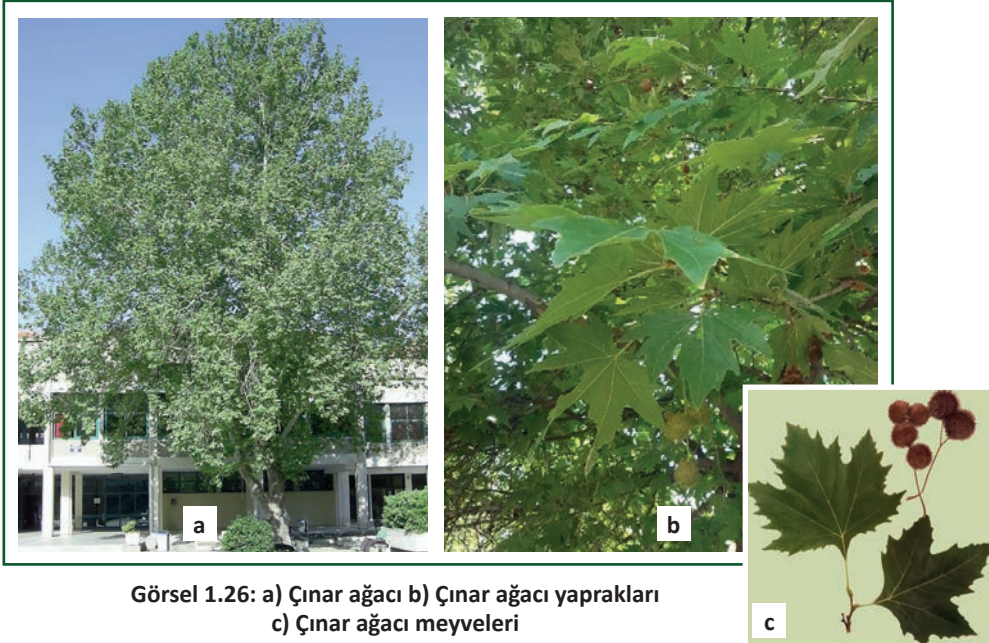 a
b
c
Görsel 1.26: a) Çınar ağacı b) Çınar ağacı yaprakları
c) Çınar ağacı meyveleri